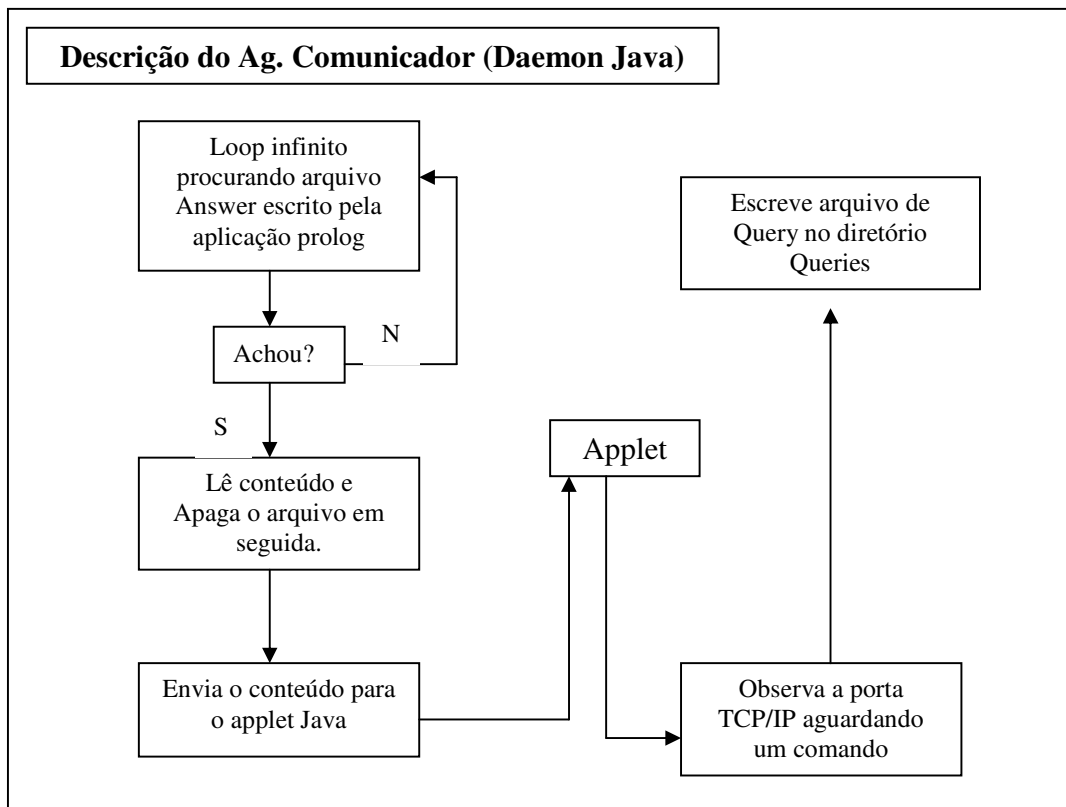 Descrição do Ag. Comunicador (Daemon Java)
Loop infinito
procurando arquivo
Answer escrito pela
aplicação prolog
Achou?
N
S
Lê conteúdo e
Apaga o arquivo em
seguida.
Envia o conteúdo para
o applet Java
Applet
Observa a porta
TCP/IP aguardando
um comando
Escreve arquivo de
Query no diretório
Queries